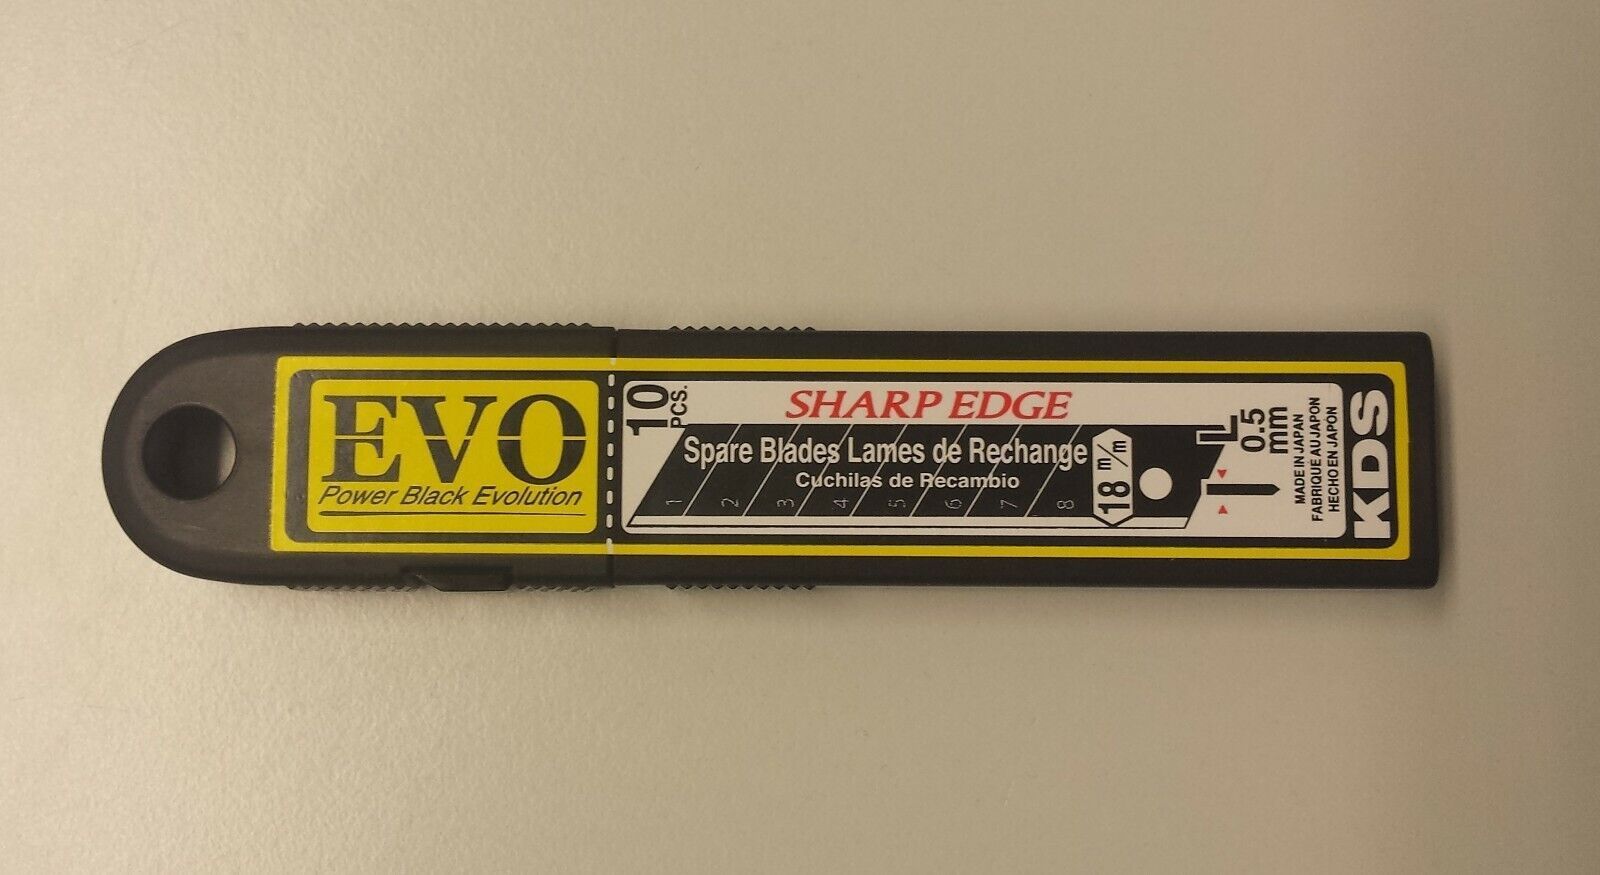 EVO
Power Black Evolution
10
PCS.
SHARP EDGE
Spare Blades Lames de Rechange
Cuchilas de Recambio
1 2 3 4 5 6 7 8
18 m/m
L
0.5
mm
MADE IN JAPAN
FABRIQUE AU JAPON
HECHO EN JAPÓN
KDS